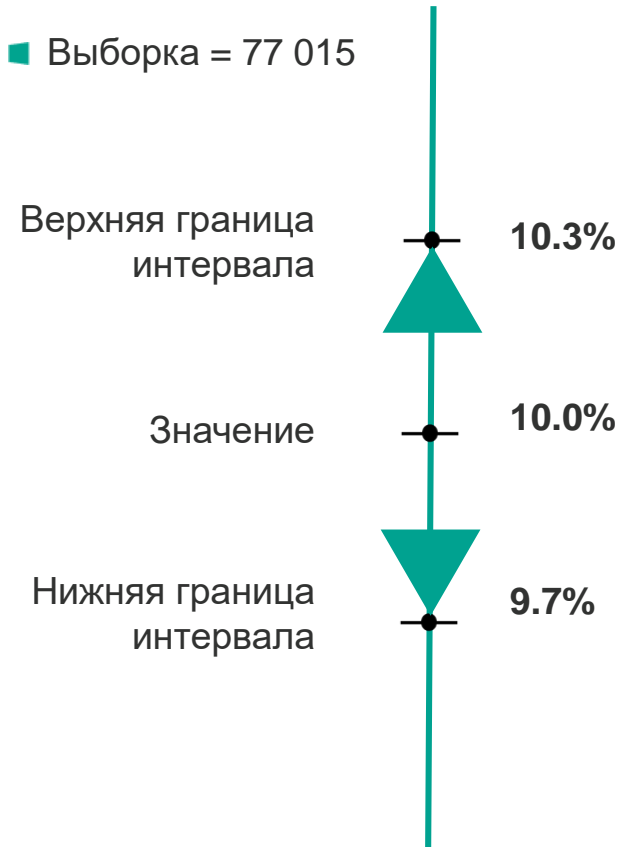 Выборка = 77 015
Верхняя граница
интервала
10.3%
Значение
10.0%
Нижняя граница
интервала
9.7%